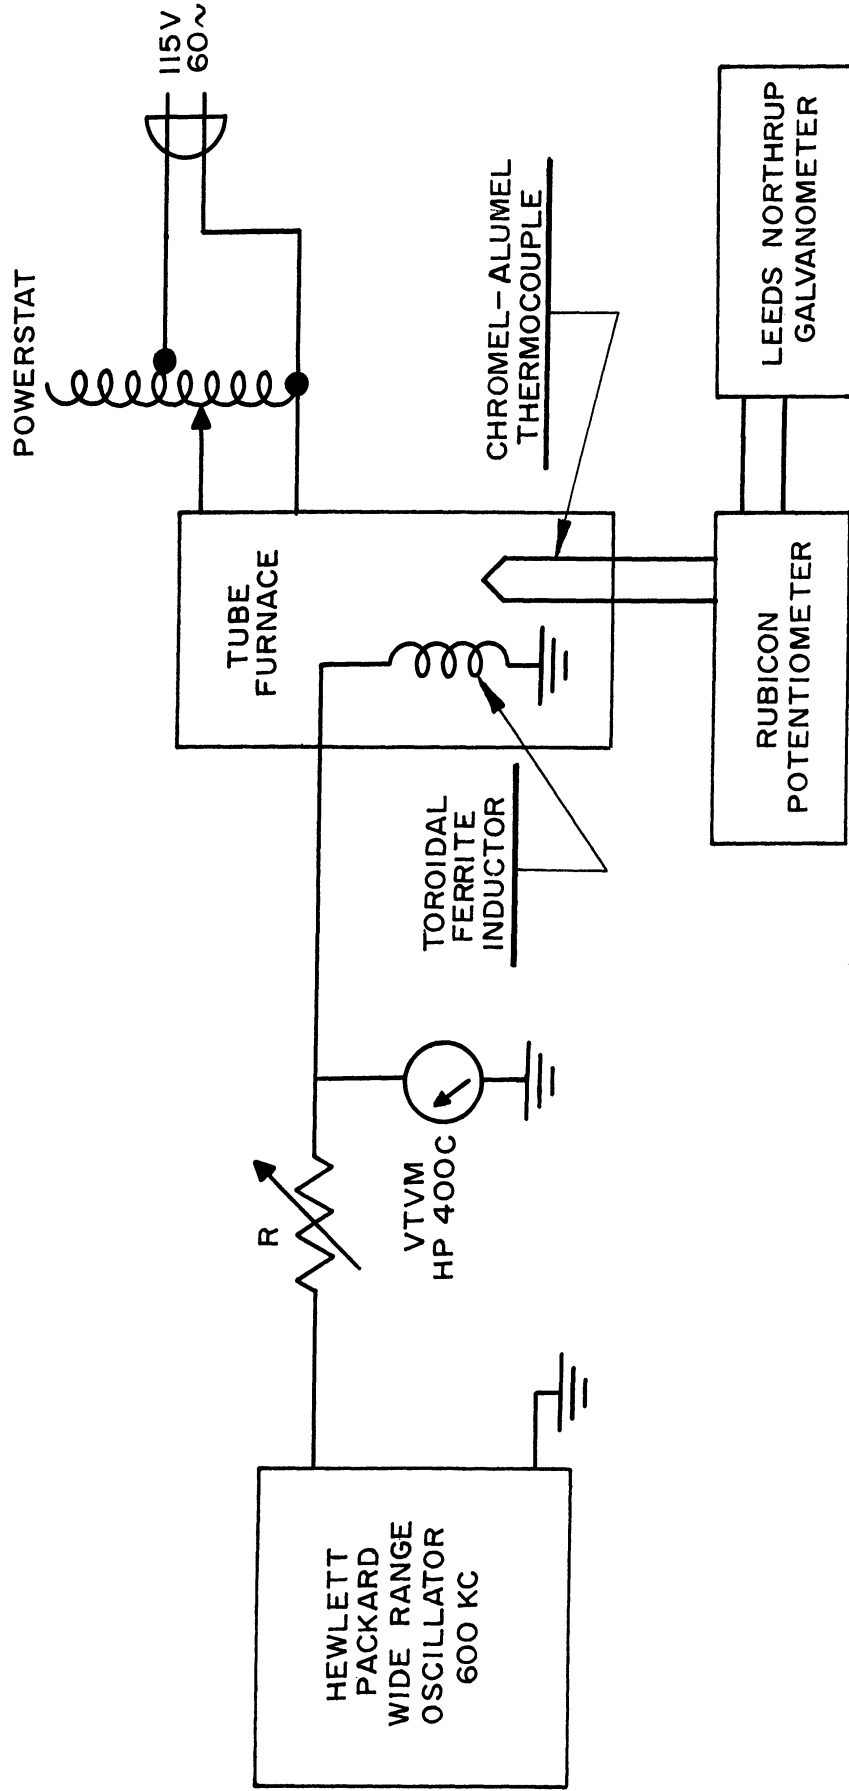 HEWLETT
PACKARD
WIDE RANGE
OSCILLATOR
600 KC
R
VTVM
HP 400C
TOROIDAL
FERRITE
INDUCTOR
TUBE
FURNACE
POWERSTAT
115V
60~
CHROMEL-ALUMEL
THERMOCOUPLE
RUBICON
POTENTIOMETER
LEEDS NORTHRUP
GALVANOMETER